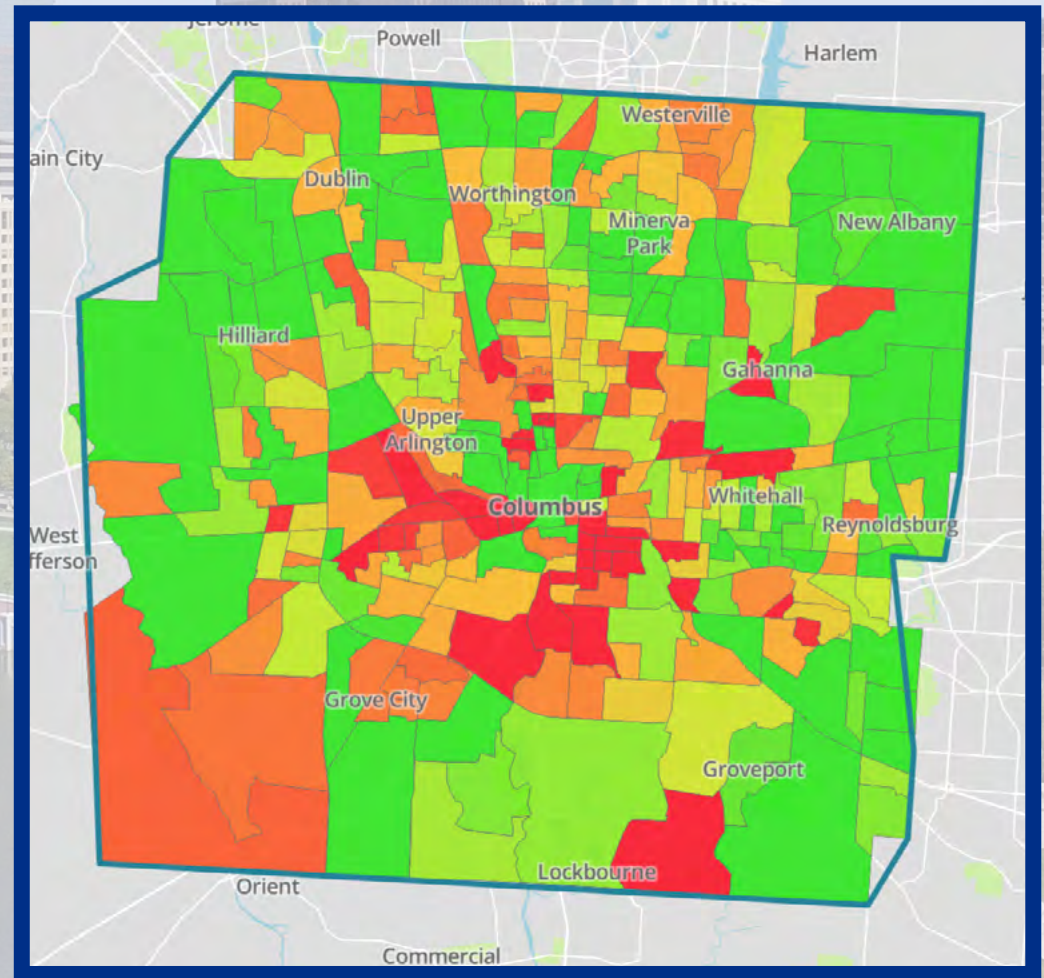 Jerome
Powell
Harlem
Westerville
ain City
Dublin
Worthington
Minerva
Park
New Albany
Hilliard
Gahanna
Upper
Arlington
Columbus
Whitehall
Reynoldsburg
West
fferson
Grove City
Groveport
Lockbourne
Orient
Commercial